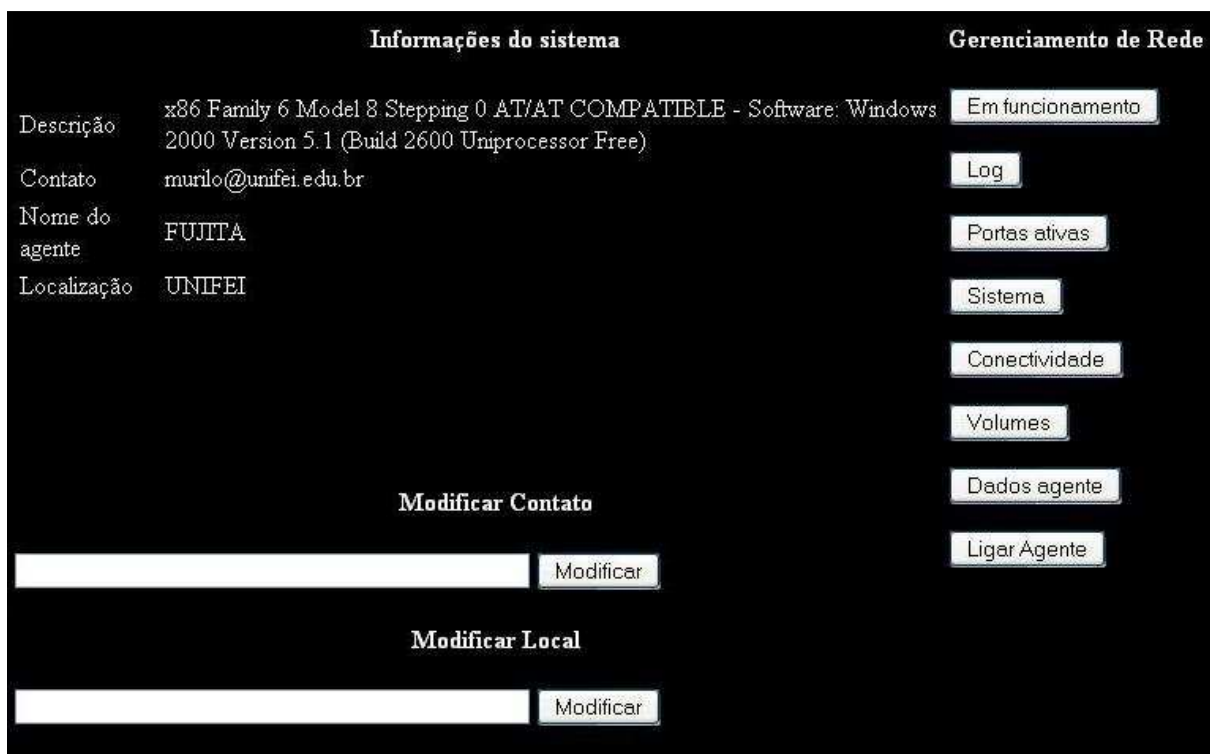 Informações do sistema
Descrição
x86 Family 6 Model 8 Stepping 0 AT/AT COMPATIBLE - Software: Windows
2000 Version 5.1 (Build 2600 Uniprocessor Free)
Contato
murilo@unifei.edu.br
Nome do
agente
FUJITA
Localização
UNIFEI
Modificar Contato
Modificar
Modificar Local
Modificar
Gerenciamento de Rede
Em funcionamento
Log
Portas ativas
Sistema
Conectividade
Volumes
Dados agente
Ligar Agente